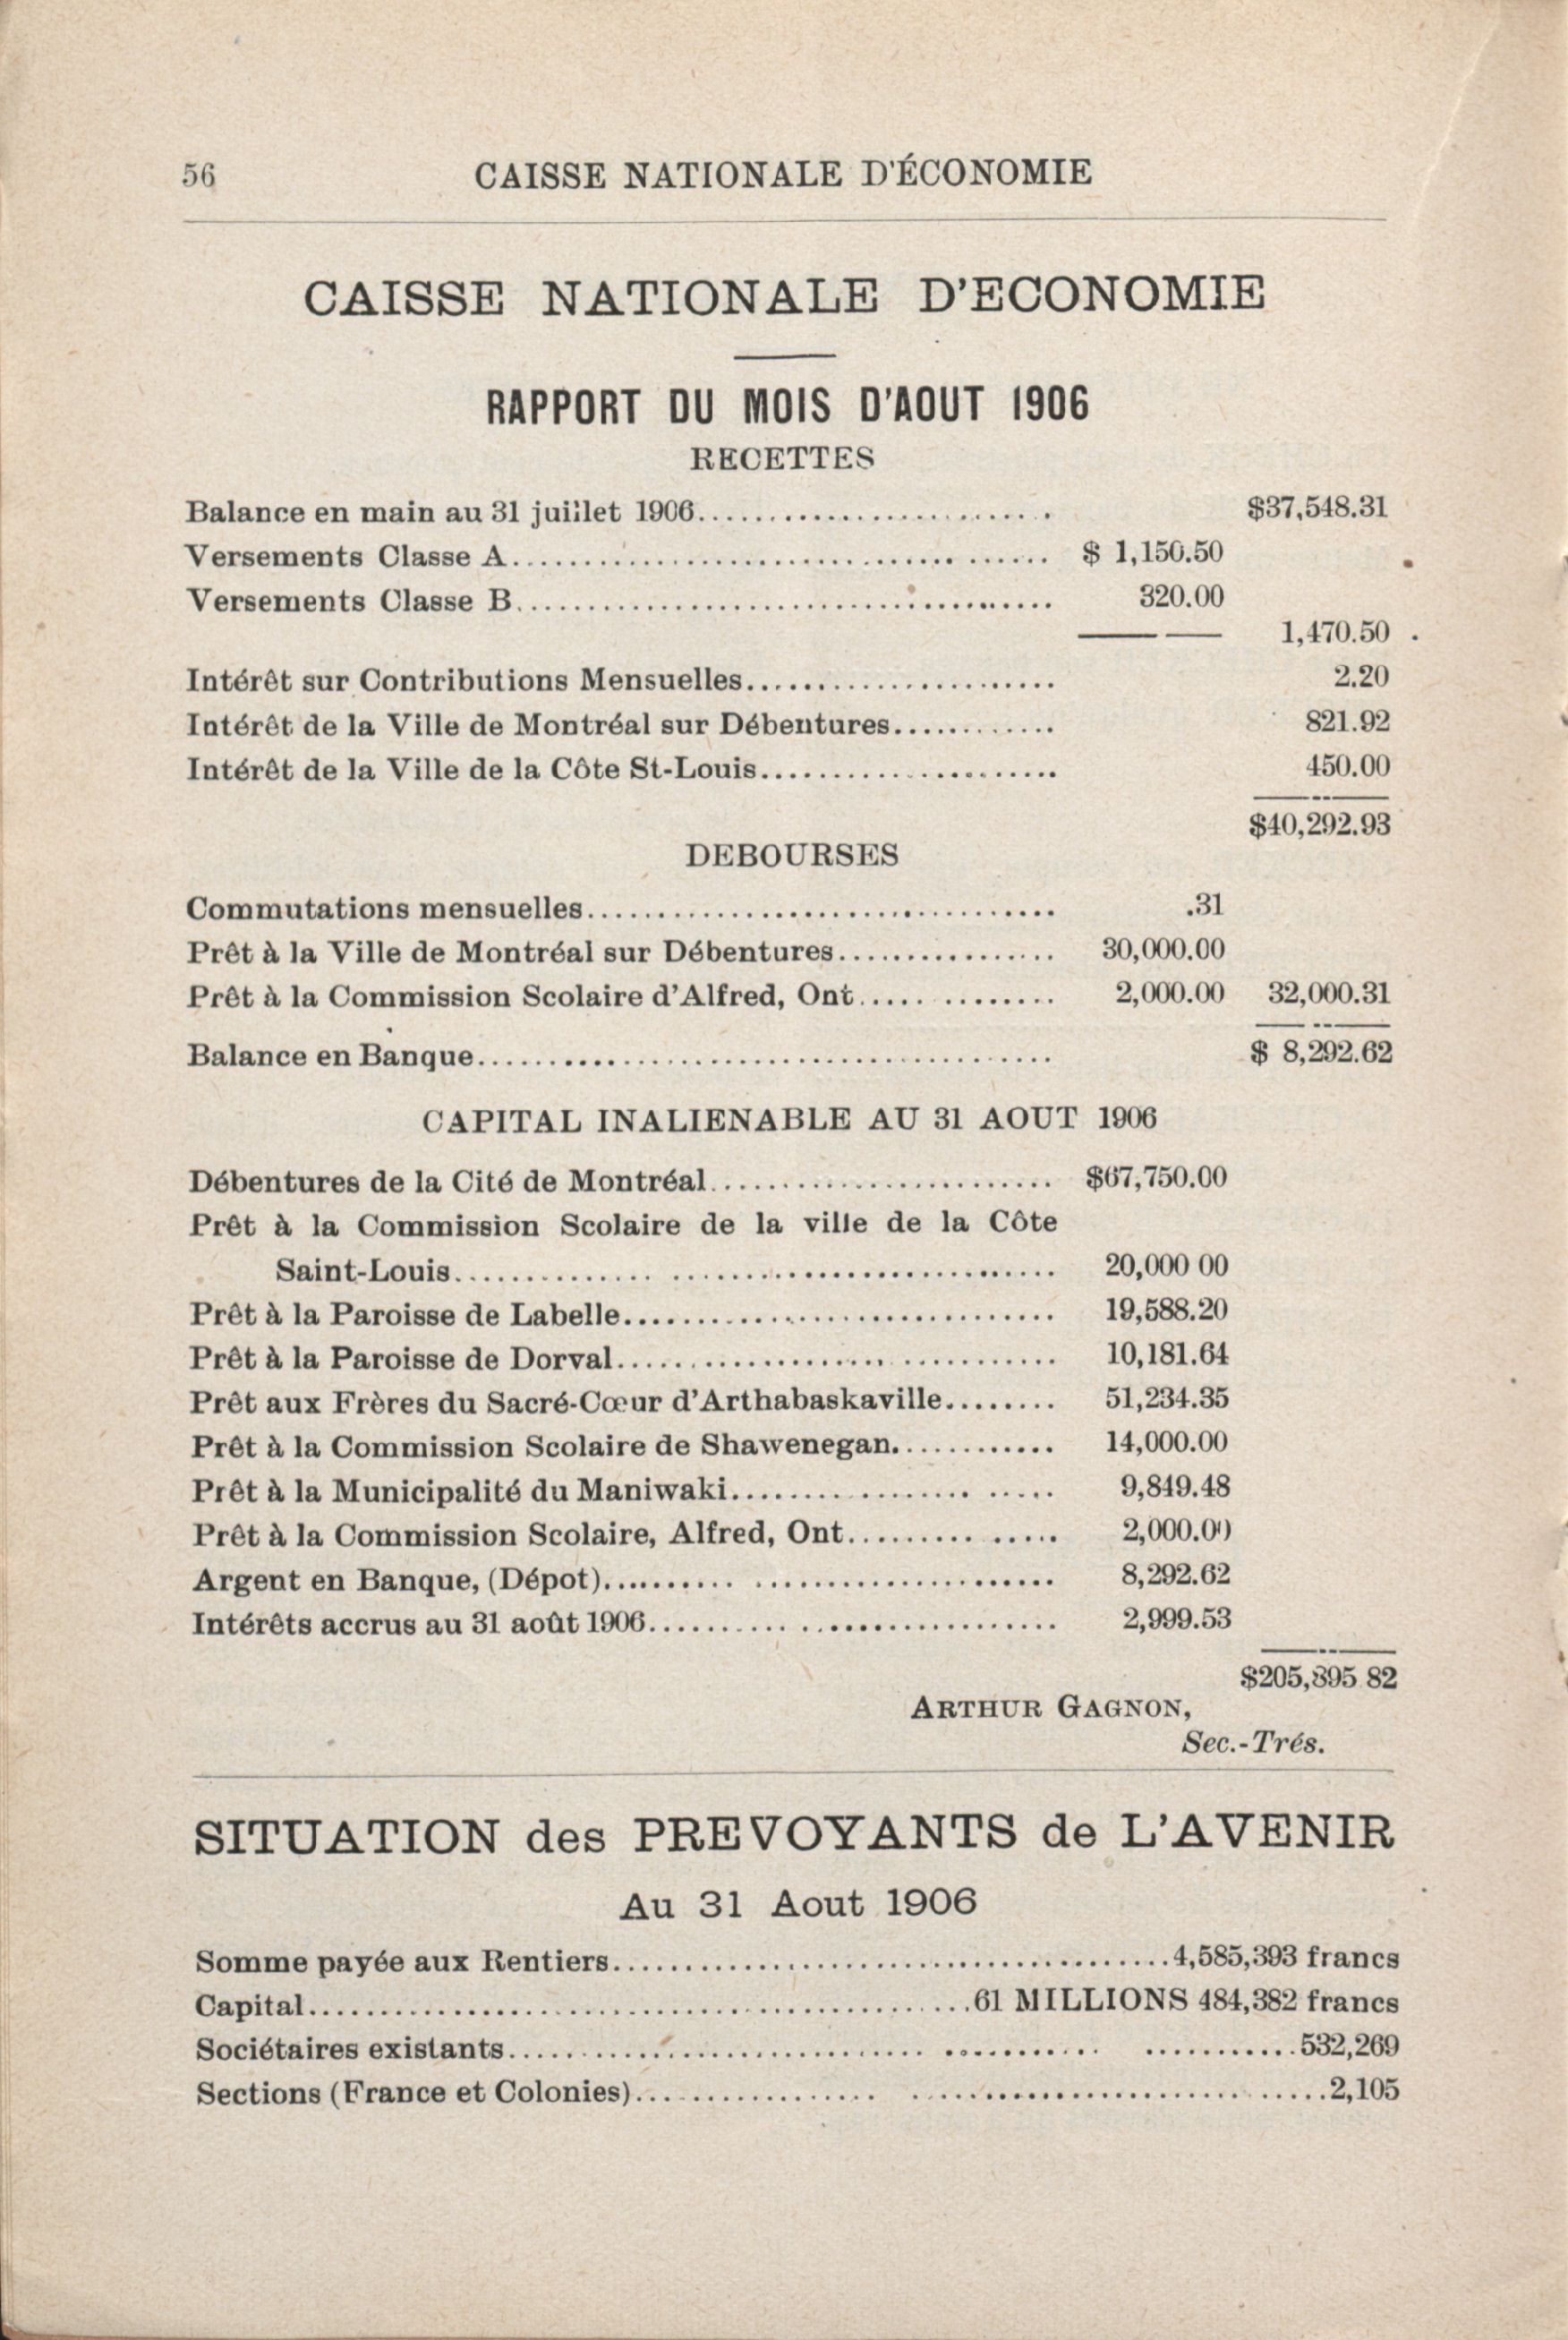 56 CAISSE NATIONALE D'ÉCONOMIE
CAISSE NATIONALE D'ECONOMIE
RAPPORT DU MOIS D'AOUT 1906
RECETTES
Balance en main au 31 juillet 1906........................ $37,548.31
Versements Classe A..................................... $ 1,150.50
Versements Classe B..................................... 320.00
1,470.50
Intérêt sur Contributions Mensuelles...................... 2.20
Intérêt de la Ville de Montréal sur Débentures............ 821.92
Intérêt de la Ville de la Côte St-Louis..................... 450.00
$40,292.93
DEBOURSES
Commutations mensuelles................................. .31
Prêt à la Ville de Montréal sur Débentures............... 30,000.00
Prêt à la Commission Scolaire d'Alfred, Ont.............. 2,000.00 32,000.31
Balance en Banque........................................ $ 8,292.62
CAPITAL INALIENABLE AU 31 AOUT 1906
Débentures de la Cité de Montréal........................ $67,750.00
Prêt à la Commission Scolaire de la ville de la Côte
Saint-Louis.......................................... 20,000 00
Prêt à la Paroisse de Labelle.............................. 19,588.20
Prêt à la Paroisse de Dorval............................... 10,181.64
Prêt aux Frères du Sacré-Cœur d'Arthabaskaville........ 51,234.35
Prêt à la Commission Scolaire de Shawenegan............ 14,000.00
Prêt à la Municipalité du Maniwaki...................... 9,849.48
Prêt à la Commission Scolaire, Alfred, Ont.............. 2,000.00
Argent en Banque, (Dépot)............................... 8,292.62
Intérêts accrus au 31 août 1906............................ 2,999.53
$205,895 82
ARTHUR GAGNON,
Sec.-Trés.
SITUATION des PREVOYANTS de L'AVENIR
Au 31 Aout 1906
Somme payée aux Rentiers.......................................4,585,393 francs
Capital..............................................61 MILLIONS 484,382 francs
Sociétaires existants....................................................532,269
Sections (France et Colonies)..............................................2,105